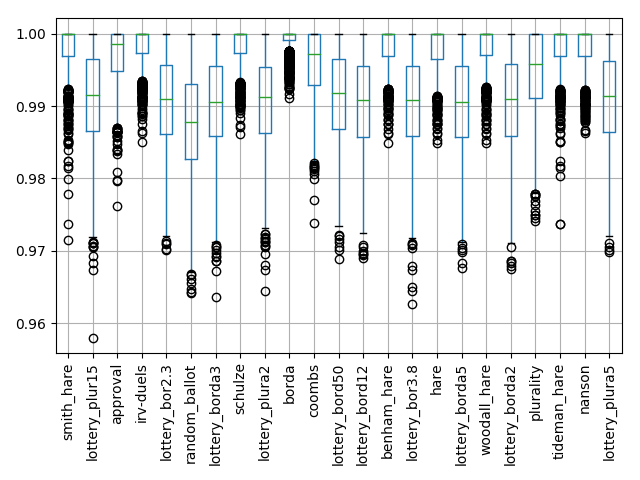 1.00
0.99
0.98
0.97
0.96
smith_hare
lottery_plur15
approval
irv-duels
lottery_bor2.3
random_ballot
lottery_borda3
schulze
lottery_plura2
borda
coombs
lottery_bord50
lottery_bord12
benham_hare
lottery_bor3.8
hare
lottery_borda5
woodall_hare
lottery_borda2
plurality
tideman_hare
nanson
lottery_plura5